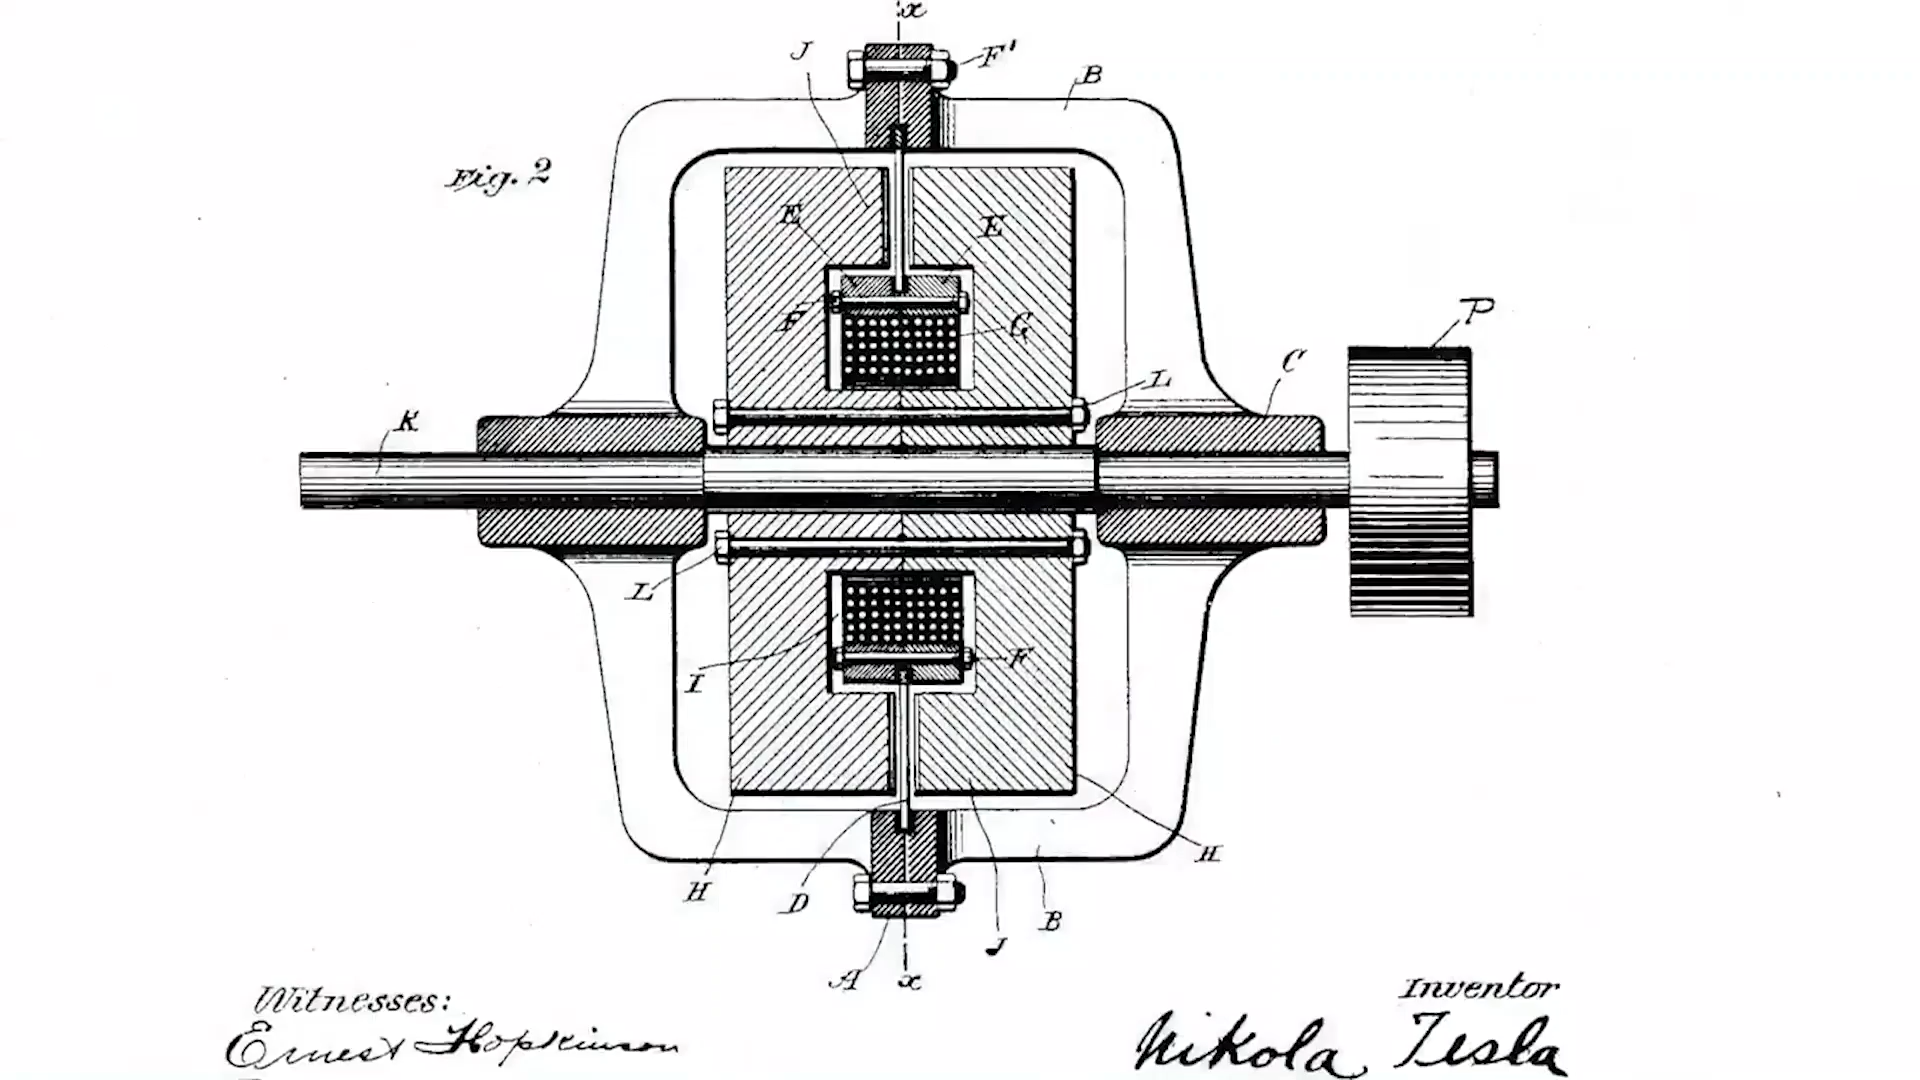 x
J
F'
B
Fig. 2
E
E
P
F
G
C
L
K
L
I
F
H
H
D
B
J
A
x
Witnesses:
Inventor
Ernest Hopkinson
Nikola Tesla